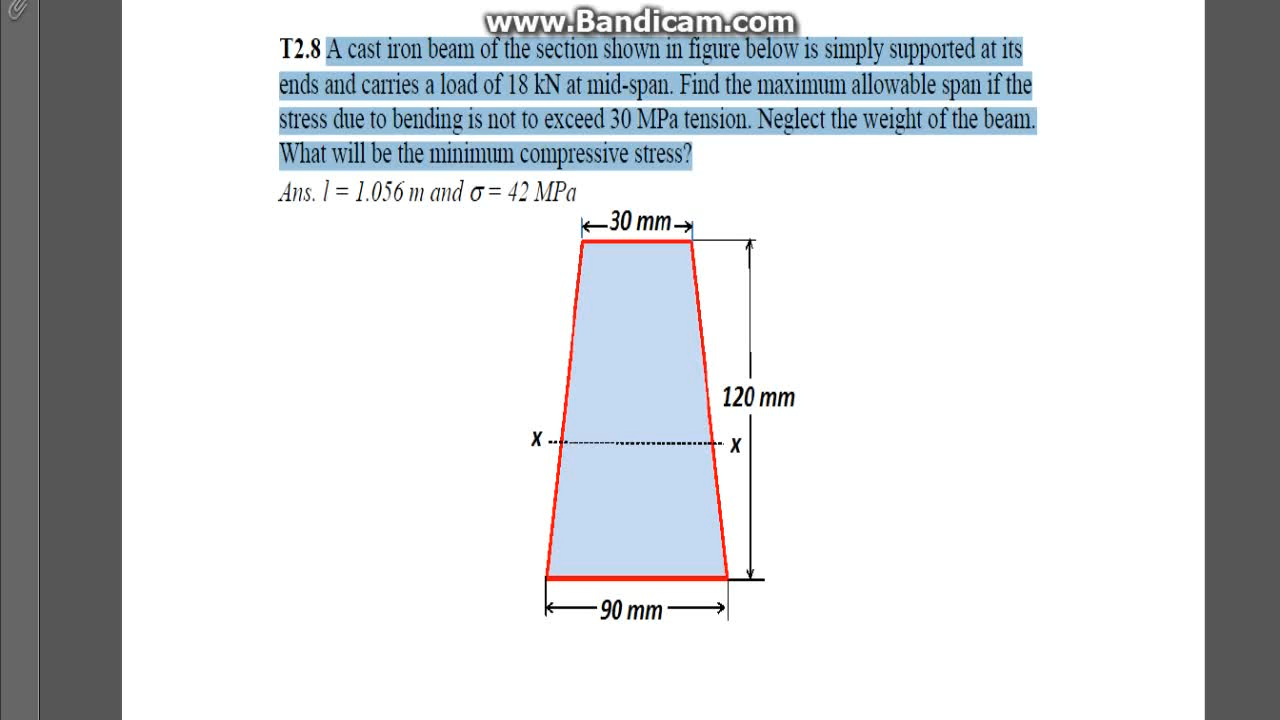 www.Bandicam.com
T2.8 A cast iron beam of the section shown in figure below is simply supported at its
ends and carries a load of 18 kN at mid-span. Find the maximum allowable span if the
stress due to bending is not to exceed 30 MPa tension. Neglect the weight of the beam.
What will be the minimum compressive stress?
Ans. l = 1.056 m and σ = 42 MPa
30 mm
120 mm
x
x
90 mm